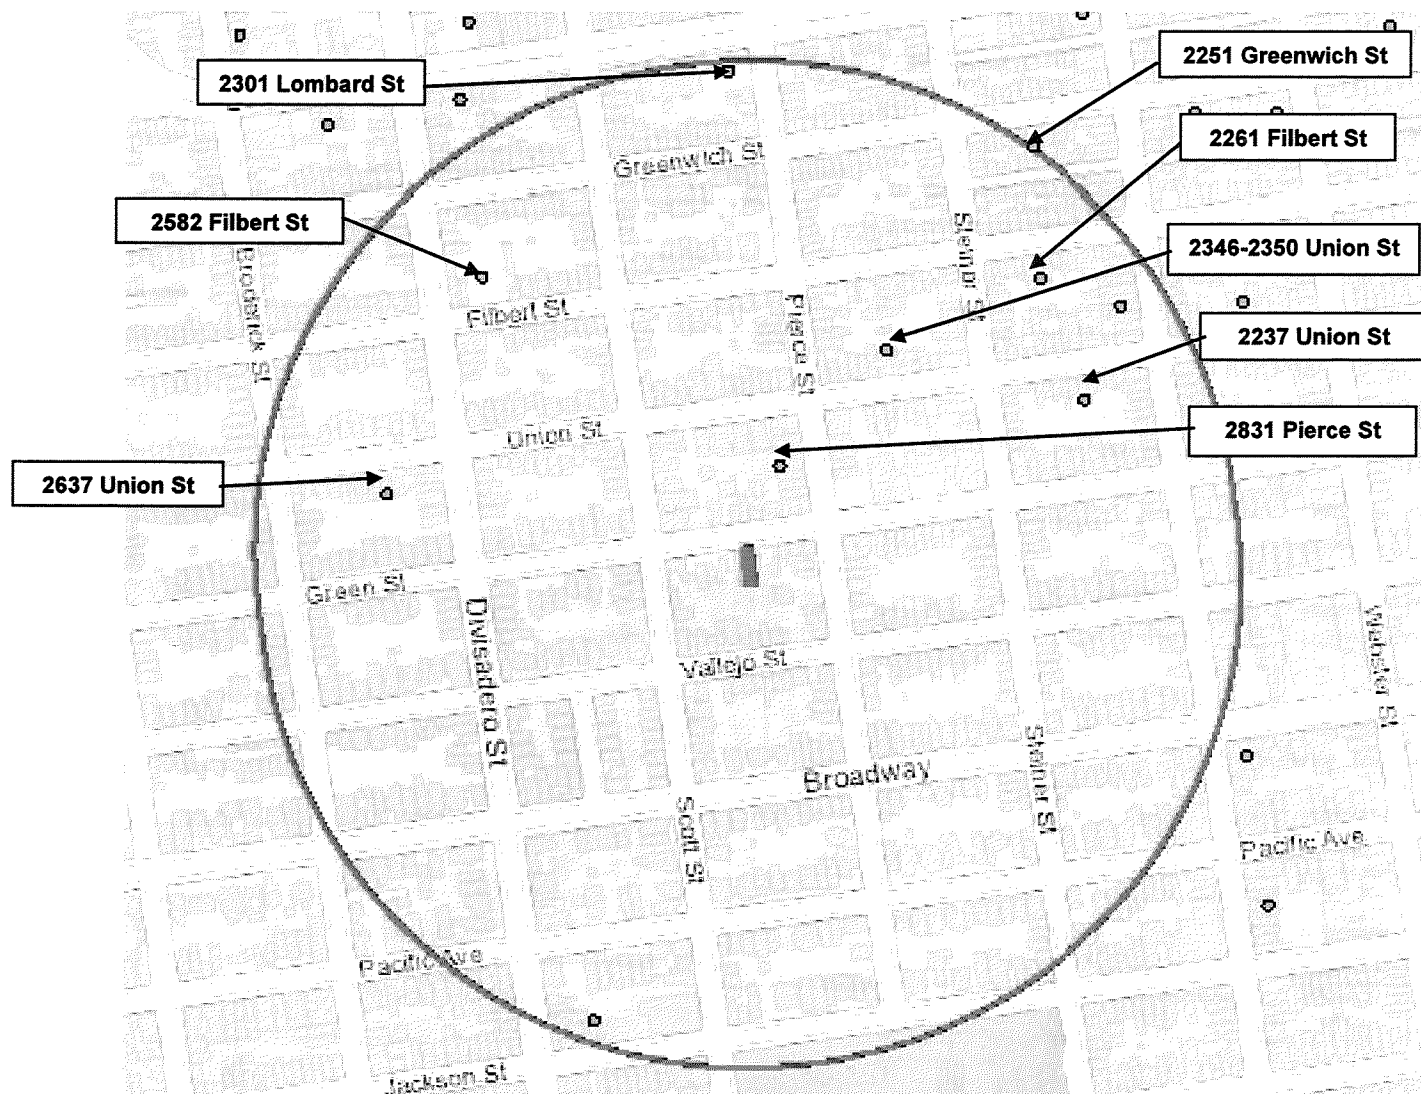 2301 Lombard St
2251 Greenwich St
2261 Filbert St
Greenwich St
2582 Filbert St
Steiner St
2346-2350 Union St
Broderick St
Filbert St
Pierce St
2237 Union St
Union St
2831 Pierce St
2637 Union St
Green St
Divisadero St
Vallejo St
Webster St
Broadway
Steiner St
Scott St
Pacific Ave
Pacific Ave
Jackson St